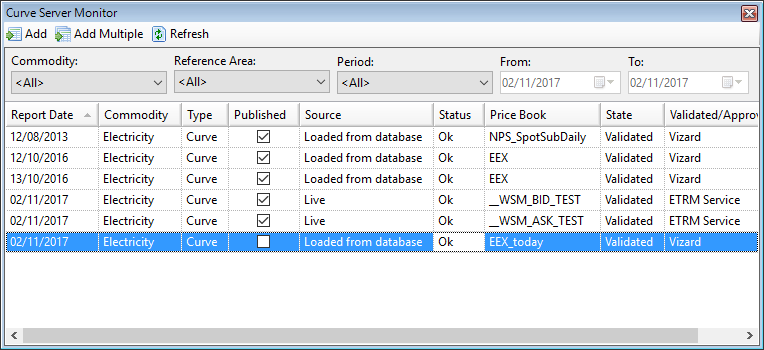 Curve Server Monitor
Add Add Multiple Refresh
Commodity: Reference Area: Period: From: To:
<All> <All> <All> 02/11/2017 02/11/2017
Report Date Commodity Type Published Source Status Price Book State Validated/Approv
12/08/2013 Electricity Curve Loaded from database Ok NPS_SpotSubDaily Validated Vizard
12/10/2016 Electricity Curve Loaded from database Ok EEX Validated Vizard
13/10/2016 Electricity Curve Loaded from database Ok EEX Validated Vizard
02/11/2017 Electricity Curve Live Ok __WSM_BID_TEST Validated ETRM Service
02/11/2017 Electricity Curve Live Ok __WSM_ASK_TEST Validated ETRM Service
02/11/2017 Electricity Curve Loaded from database Ok EEX_today Validated Vizard